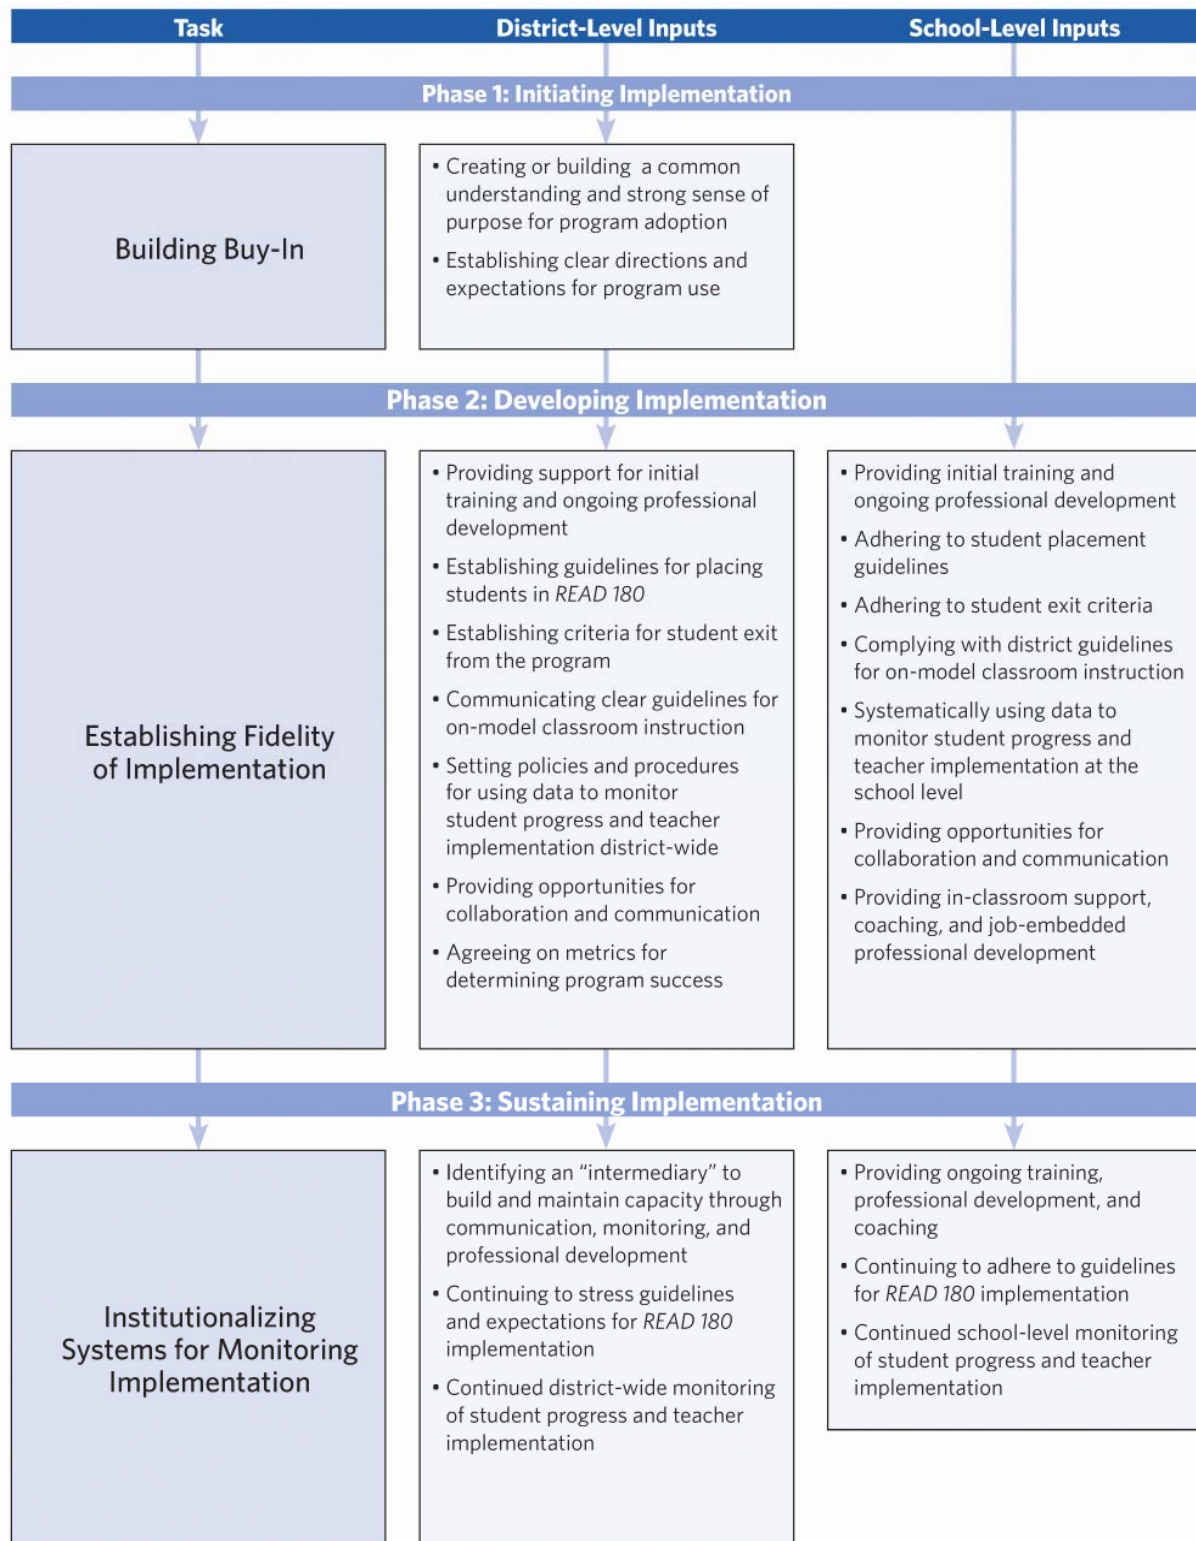 Task
District-Level Inputs
School-Level Inputs
Phase 1: Initiating Implementation
Building Buy-In
• Creating or building a common
understanding and strong sense of
purpose for program adoption
• Establishing clear directions and
expectations for program use
Phase 2: Developing Implementation
Establishing Fidelity
of Implementation
• Providing support for initial
training and ongoing professional
development
• Establishing guidelines for placing
students in READ 180
• Establishing criteria for student exit
from the program
• Communicating clear guidelines for
on-model classroom instruction
• Setting policies and procedures
for using data to monitor
student progress and teacher
implementation district-wide
• Providing opportunities for
collaboration and communication
• Agreeing on metrics for
determining program success
• Providing initial training and
ongoing professional development
• Adhering to student placement
guidelines
• Adhering to student exit criteria
• Complying with district guidelines
for on-model classroom instruction
• Systematically using data to
monitor student progress and
teacher implementation at the
school level
• Providing opportunities for
collaboration and communication
• Providing in-classroom support,
coaching, and job-embedded
professional development
Phase 3: Sustaining Implementation
Institutionalizing
Systems for Monitoring
Implementation
• Identifying an “intermediary” to
build and maintain capacity through
communication, monitoring, and
professional development
• Continuing to stress guidelines
and expectations for READ 180
implementation
• Continued district-wide monitoring
of student progress and teacher
implementation
• Providing ongoing training,
professional development, and
coaching
• Continuing to adhere to guidelines
for READ 180 implementation
• Continued school-level monitoring
of student progress and teacher
implementation